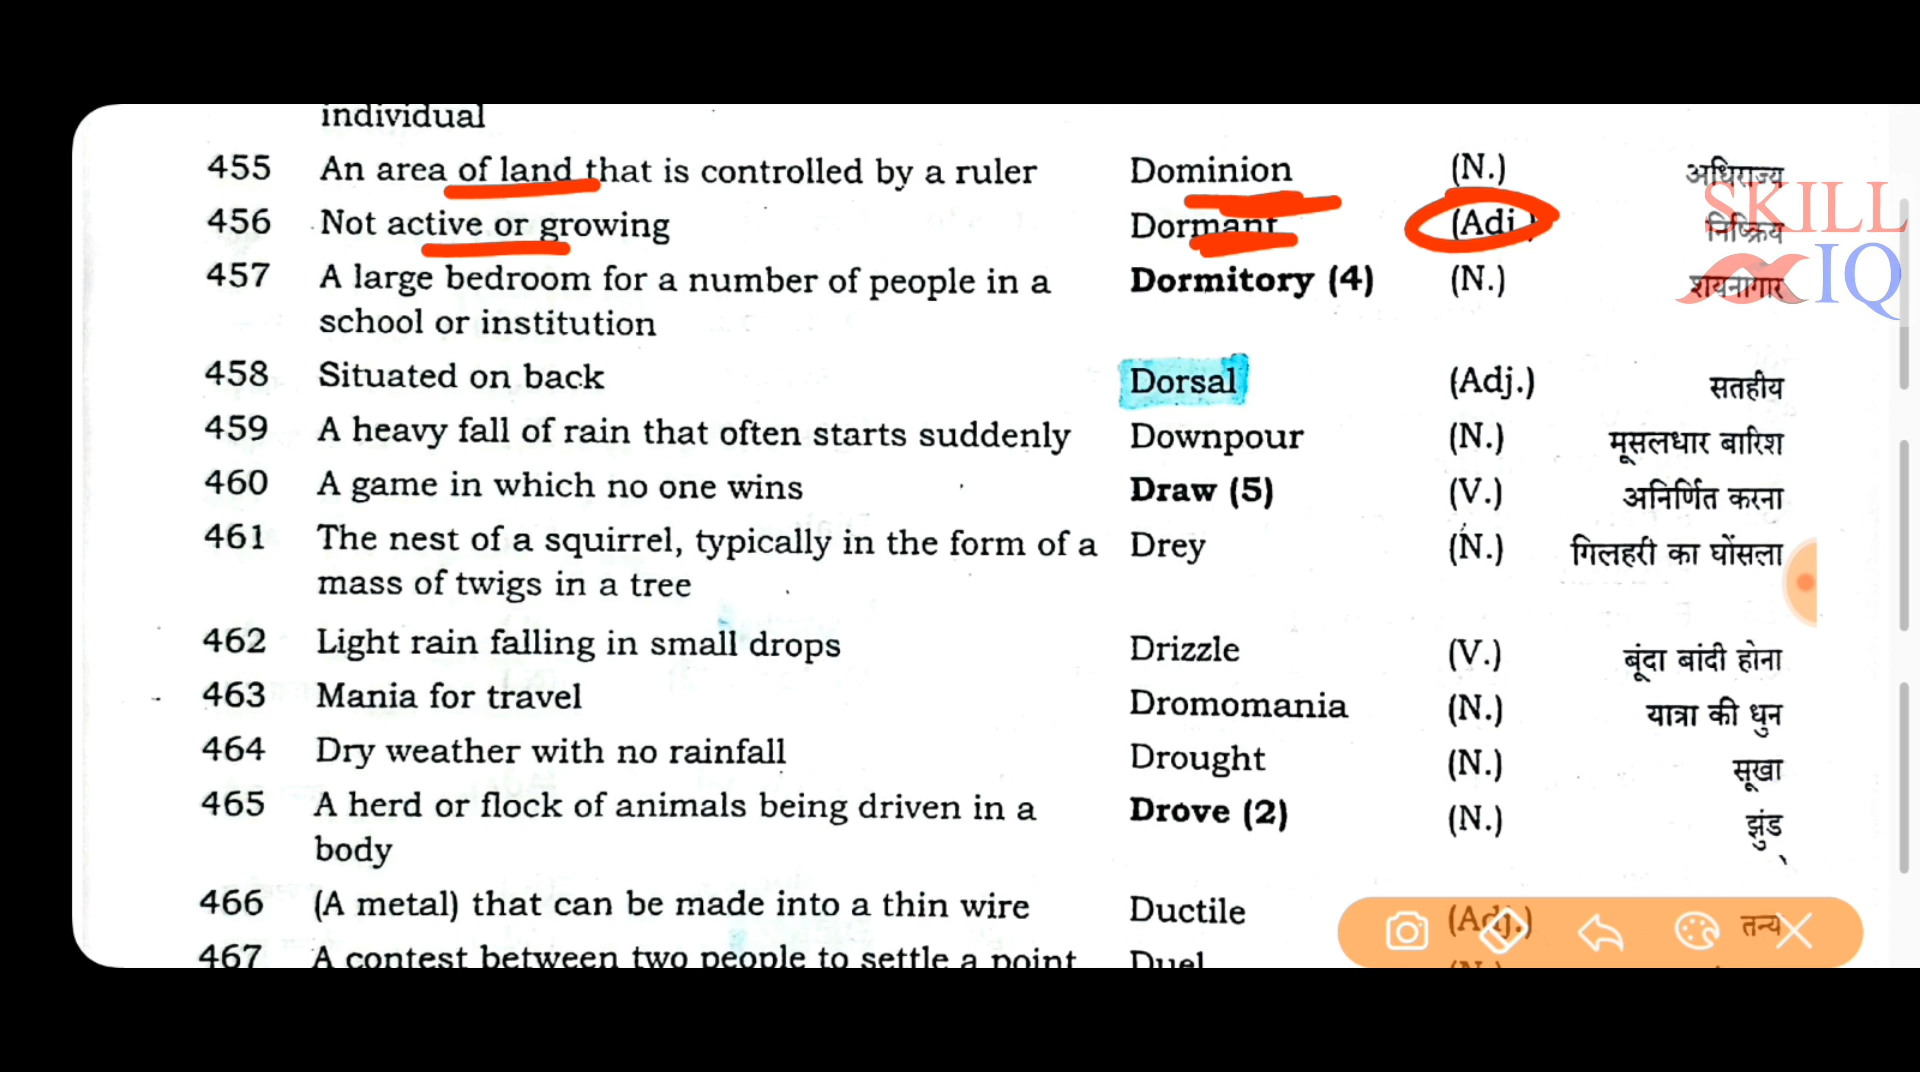 individual
455 An area of land that is controlled by a ruler Dominion (N.) अधिराज्य
SKILL
456 Not active or growing Dormant (Adj.) निष्क्रिय
IQ
457 A large bedroom for a number of people in a Dormitory (4) (N.) शयनागार
school or institution
458 Situated on back Dorsal (Adj.) सतहीय
459 A heavy fall of rain that often starts suddenly Downpour (N.) मूसलधार बारिश
460 A game in which no one wins Draw (5) (V.) अनिर्णित करना
461 The nest of a squirrel, typically in the form of a Drey (N.) गिलहरी का घोंसला
mass of twigs in a tree
462 Light rain falling in small drops Drizzle (V.) बूंदा बांदी होना
463 Mania for travel Dromomania (N.) यात्रा की धुन
464 Dry weather with no rainfall Drought (N.) सूखा
465 A herd or flock of animals being driven in a Drove (2) (N.) झुंड
body
466 (A metal) that can be made into a thin wire Ductile (Adj.) तन्य
467 A contest between two people to settle a point Duel (N.)